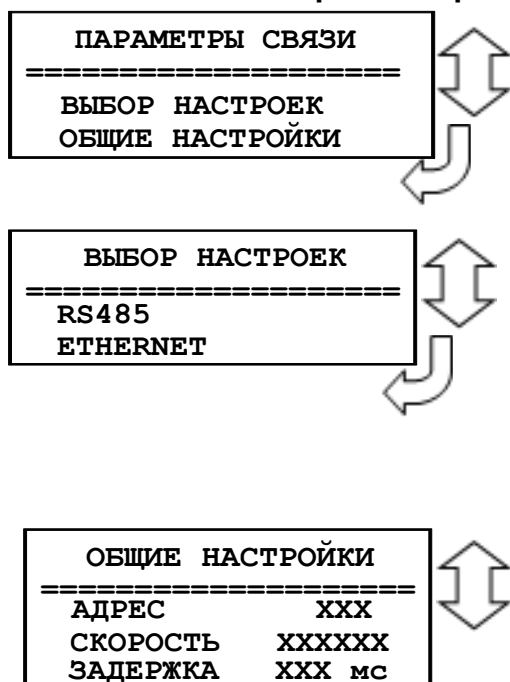 ПАРАМЕТРЫ СВЯЗИ
====================
ВЫБОР НАСТРОЕК
ОБЩИЕ НАСТРОЙКИ
ВЫБОР НАСТРОЕК
====================
RS485
ETHERNET
ОБЩИЕ НАСТРОЙКИ
====================
АДРЕС XXX
СКОРОСТЬ XXXXXX
ЗАДЕРЖКА XXX мс